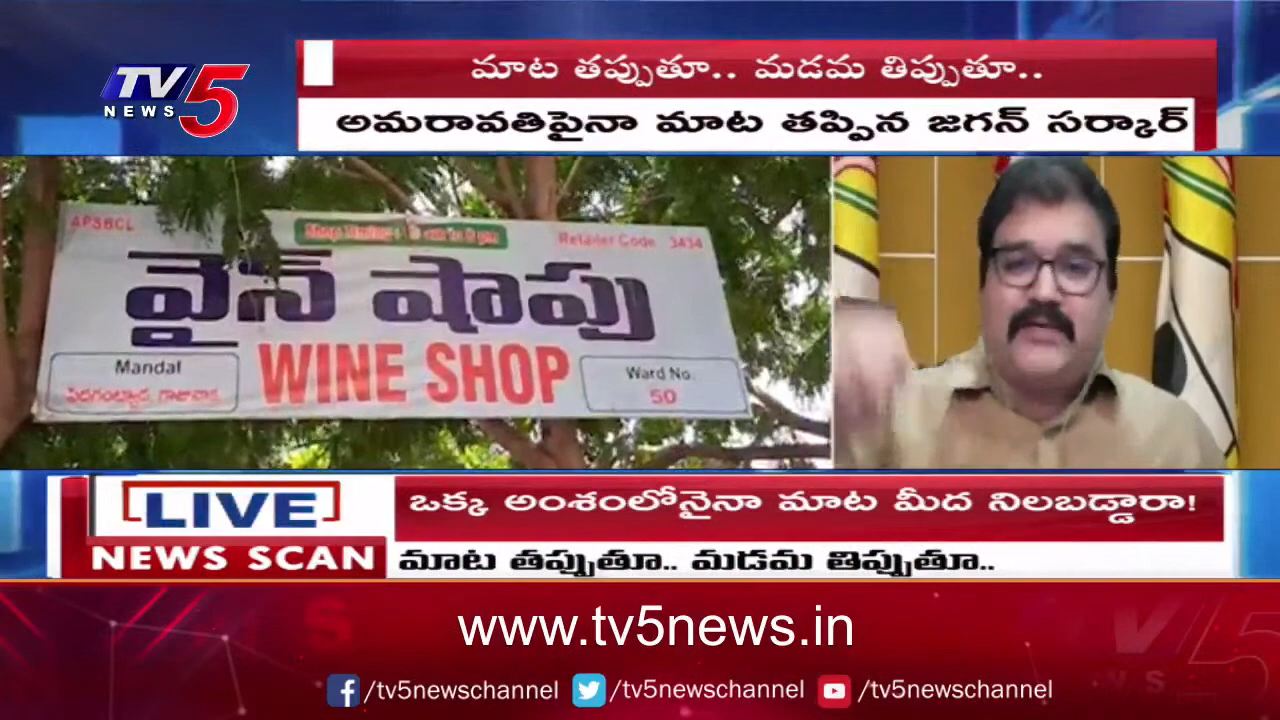 TV5
NEWS
మాట తప్పుతూ.. మడమ తిప్పుతూ..
అమరావతిపైనా మాట తప్పిన జగన్ సర్కార్
APSBCL
Retailer Code 3434
వైన్ షాపు
WINE SHOP
Mandal
పెదగంట్యాడ, గాజువాక
Ward No.
50
LIVE
NEWS SCAN
ఒక్క అంశంలోనైనా మాట మీద నిలబడ్డారా!
మాట తప్పుతూ.. మడమ తిప్పుతూ..
www.tv5news.in
/tv5newschannel
/tv5newschannel
/tv5newschannel